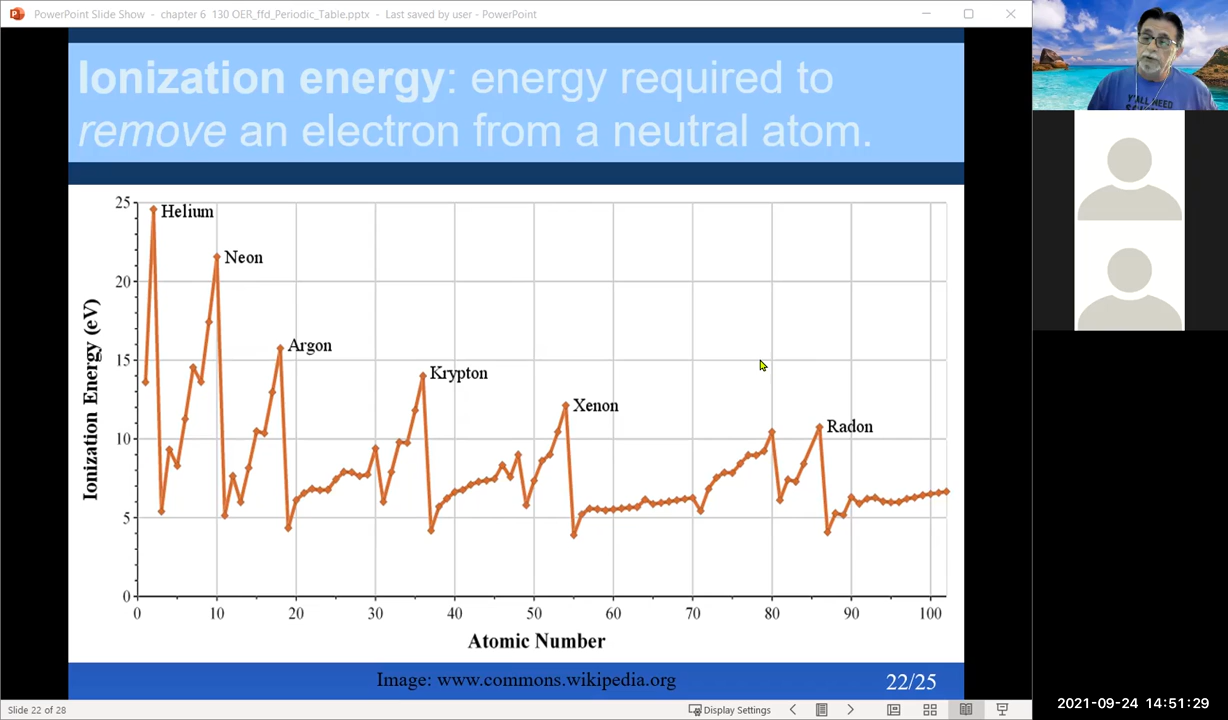 PowerPoint Slide Show - chapter 6 130 OER_ffd_Periodic_Table.pptx - Last saved by user - PowerPoint
Ionization energy: energy required to
remove an electron from a neutral atom.
Y'ALL NEED
25
20
15
10
5
0
Ionization Energy (eV)
Helium
Neon
Argon
Krypton
Xenon
Radon
0 10 20 30 40 50 60 70 80 90 100
Atomic Number
Image: www.commons.wikipedia.org
22/25
Slide 22 of 28
Display Settings
2021-09-24 14:51:29